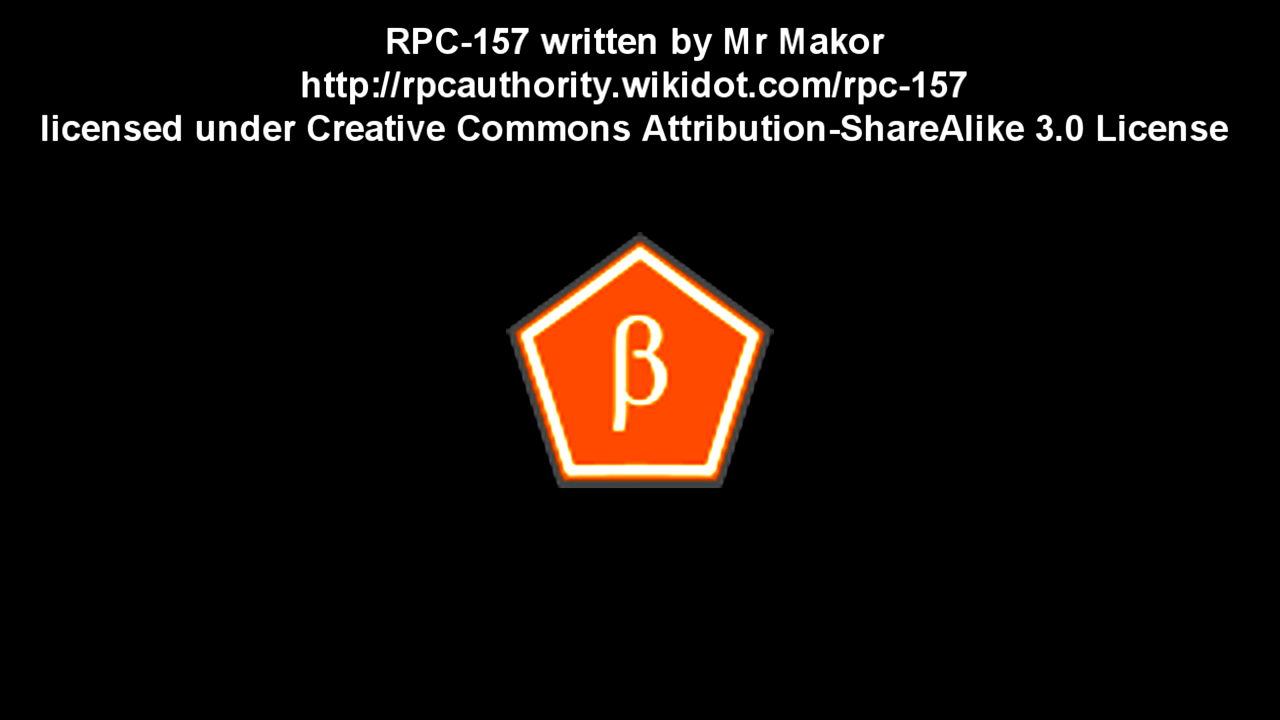 RPC-157 written by Mr Makor
http://rpcauthority.wikidot.com/rpc-157
licensed under Creative Commons Attribution-ShareAlike 3.0 License
β